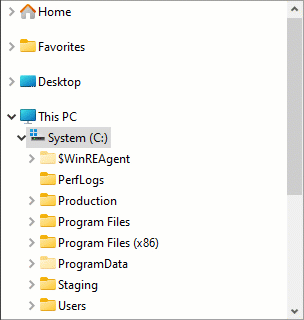 Home
Favorites
Desktop
This PC
System (C:)
$WinREAgent
PerfLogs
Production
Program Files
Program Files (x86)
ProgramData
Staging
Users